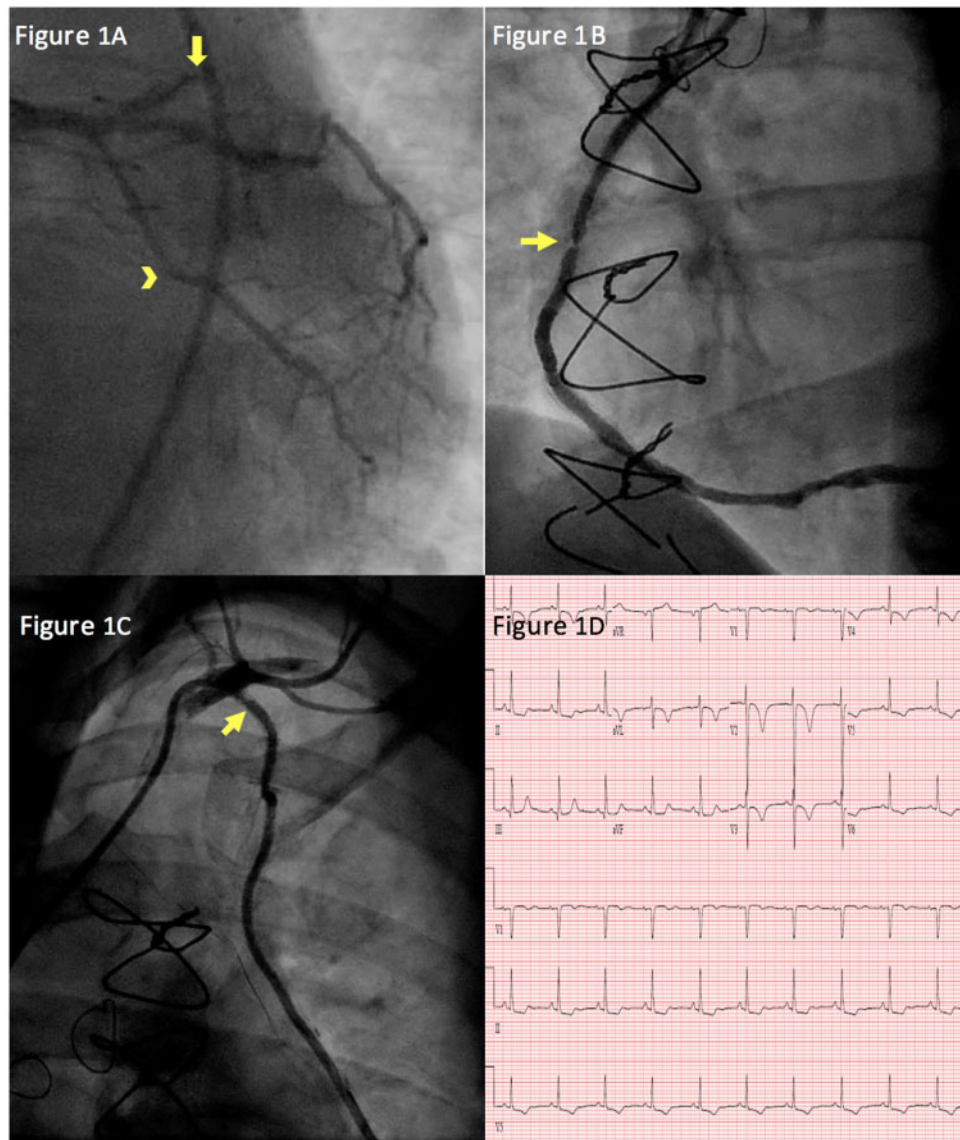 Figure 1A
Figure 1B
Figure 1C
Figure 1D
aVR V1 V4
II aVL V2 V5
III aVF V3 V6
V1
II
V5